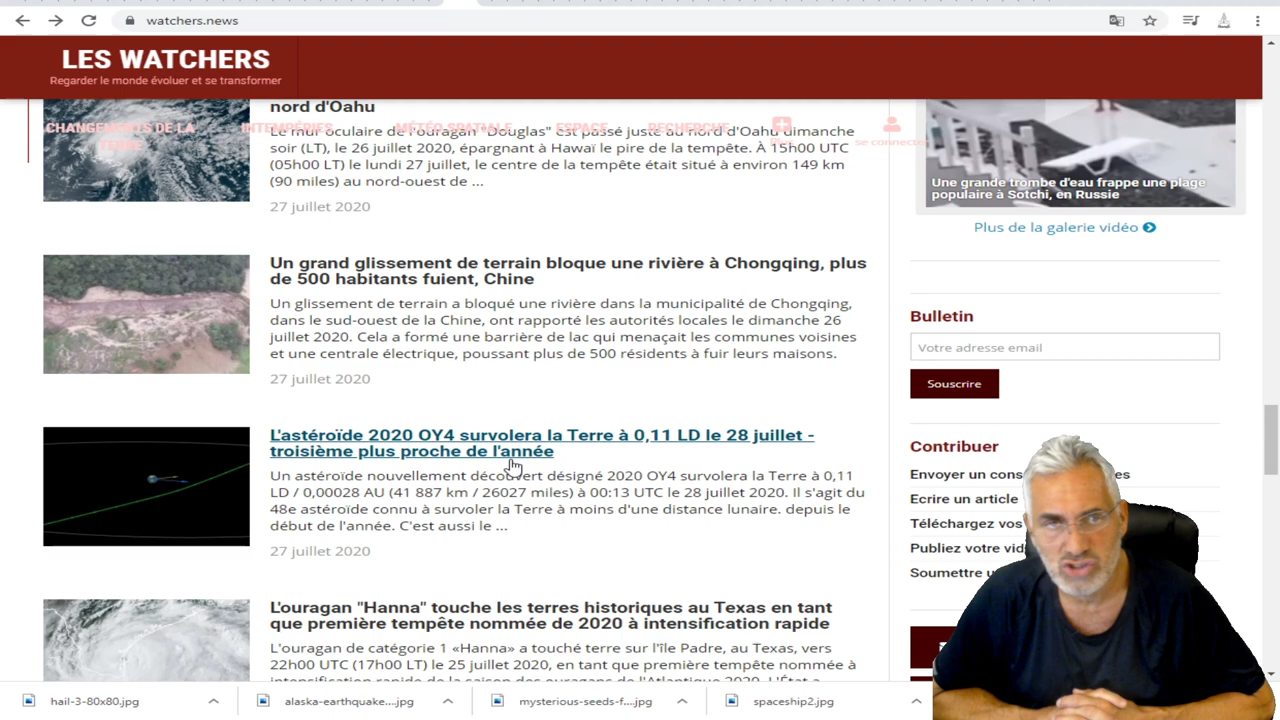 watchers.news
LES WATCHERS
Regarder le monde évoluer et se transformer
CHANGEMENTS DE LA TERRE
INTEMPÉRIES
MÉTÉO SPATIALE
ESPACE
RECHERCHE
se connecter
nord d'Oahu
Le mur oculaire de l'ouragan "Douglas" est passé juste au nord d'Oahu dimanche
soir (LT), le 26 juillet 2020, épargnant à Hawaï le pire de la tempête. À 15h00 UTC
(05h00 LT) le lundi 27 juillet, le centre de la tempête était situé à environ 149 km
(90 miles) au nord-ouest de ...
27 juillet 2020
Un grand glissement de terrain bloque une rivière à Chongqing, plus
de 500 habitants fuient, Chine
Un glissement de terrain a bloqué une rivière dans la municipalité de Chongqing,
dans le sud-ouest de la Chine, ont rapporté les autorités locales le dimanche 26
juillet 2020. Cela a formé une barrière de lac qui menaçait les communes voisines
et une centrale électrique, poussant plus de 500 résidents à fuir leurs maisons.
27 juillet 2020
L'astéroïde 2020 OY4 survolera la Terre à 0,11 LD le 28 juillet -
troisième plus proche de l'année
Un astéroïde nouvellement découvert désigné 2020 OY4 survolera la Terre à 0,11
LD / 0,00028 AU (41 887 km / 26027 miles) à 00:13 UTC le 28 juillet 2020. Il s'agit du
48e astéroïde connu à survoler la Terre à moins d'une distance lunaire. depuis le
début de l'année. C'est aussi le ...
27 juillet 2020
L'ouragan "Hanna" touche les terres historiques au Texas en tant
que première tempête nommée de 2020 à intensification rapide
L'ouragan de catégorie 1 «Hanna» a touché terre sur l'île Padre, au Texas, vers
22h00 UTC (17h00 LT) le 25 juillet 2020, en tant que première tempête nommée à
intensification rapide de la saison des ouragans de l'Atlantique 2020. L'État a
Une grande trombe d'eau frappe une plage
populaire à Sotchi, en Russie
Plus de la galerie vidéo
Bulletin
Votre adresse email
Souscrire
Contribuer
Envoyer un cons
Ecrire un article
Téléchargez vos
Publiez votre vid
Soumettre u
hail-3-80x80.jpg
alaska-earthquake....jpg
mysterious-seeds-f....jpg
spaceship2.jpg